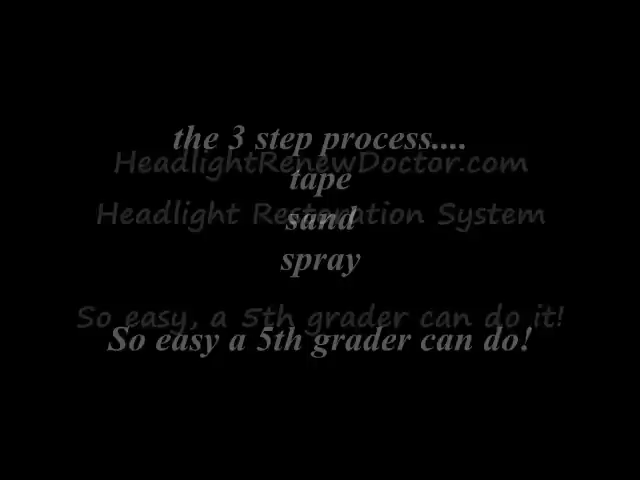 the 3 step process....
HeadlightRenewDoctor.com
tape
Headlight Restoration System
sand
spray
So easy, a 5th grader can do it!
So easy a 5th grader can do!